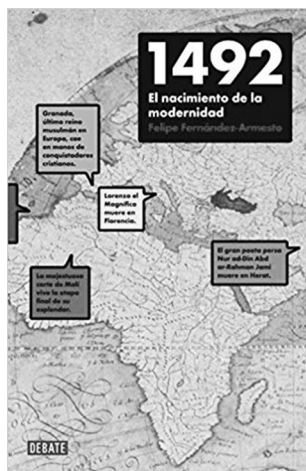 1492
El nacimiento de la
modernidad
Felipe Fernández-Armesto
Granada,
último reino
musulmán en
Europa, cae
en manos de
conquistadores
cristianos.
Lorenzo el
Magnífico
muere en
Florencia.
El gran poeta persa
Nur ad-Din Abd
ar-Rahman Jami
muere en Herat.
La majestuosa
corte de Mali
vive la etapa
final de su
esplendor.
DEBATE